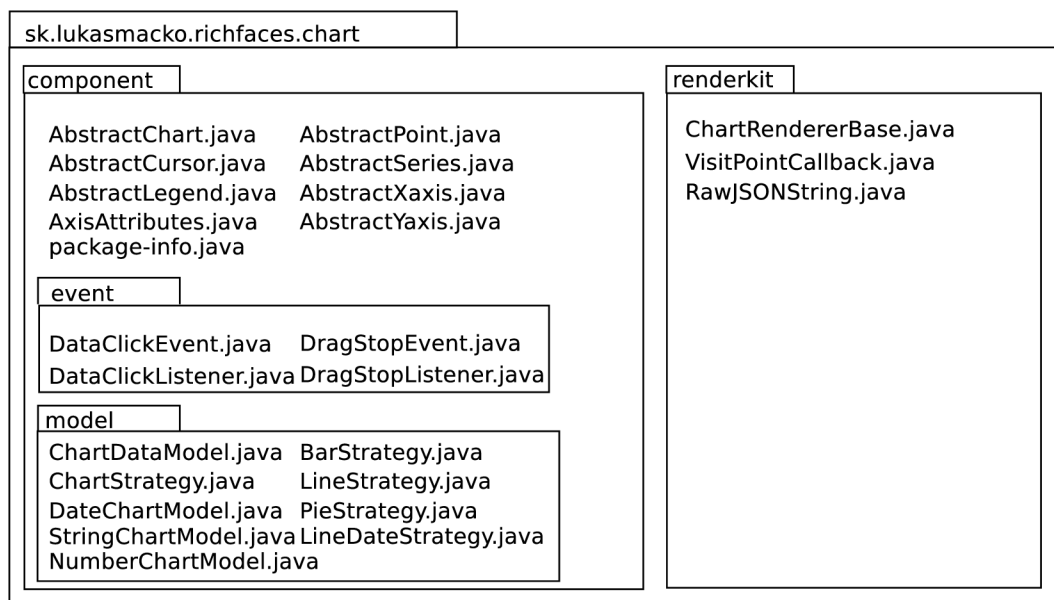 sk.lukasmacko.richfaces.chart
component
AbstractChart.java AbstractPoint.java
AbstractCursor.java AbstractSeries.java
AbstractLegend.java AbstractXaxis.java
AxisAttributes.java AbstractYaxis.java
package-info.java
event
DataClickEvent.java DragStopEvent.java
DataClickListener.java DragStopListener.java
model
ChartDataModel.java BarStrategy.java
ChartStrategy.java LineStrategy.java
DateChartModel.java PieStrategy.java
StringChartModel.java LineDateStrategy.java
NumberChartModel.java
renderkit
ChartRendererBase.java
VisitPointCallback.java
RawJSONString.java